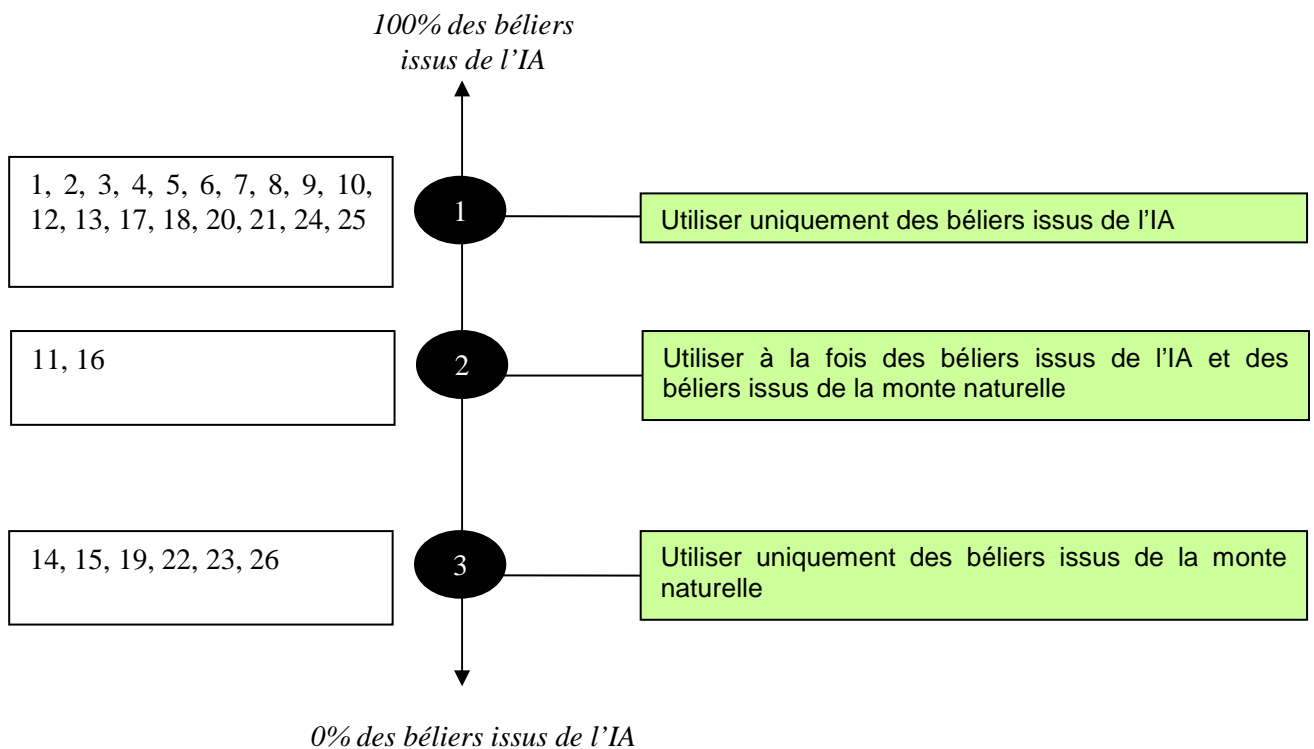 100% des béliers
issus de l’IA
1, 2, 3, 4, 5, 6, 7, 8, 9, 10,
12, 13, 17, 18, 20, 21, 24, 25
1
Utiliser uniquement des béliers issus de l’IA
11, 16
2
Utiliser à la fois des béliers issus de l’IA et des
béliers issus de la monte naturelle
14, 15, 19, 22, 23, 26
3
Utiliser uniquement des béliers issus de la monte
naturelle
0% des béliers issus de l’IA